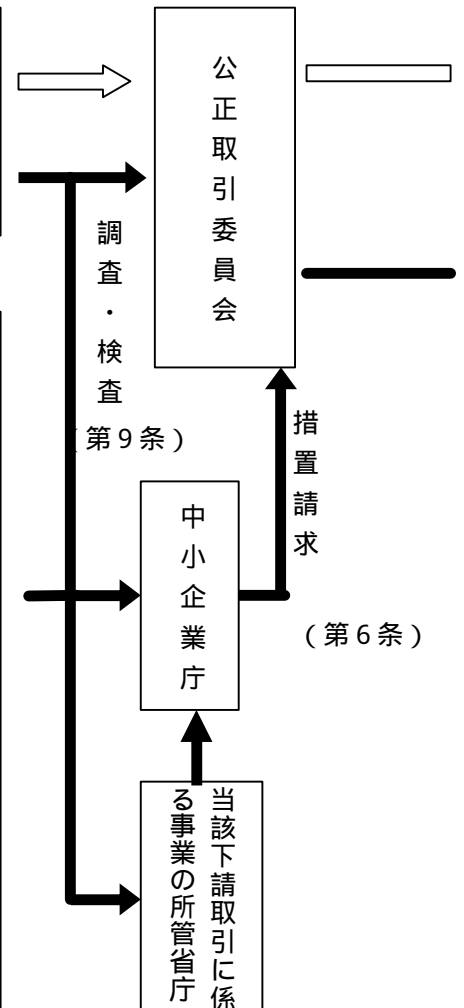 公正取引委員会
調査・検査
（第９条）
措置請求
中小企業庁
（第６条）
当該下請取引に係
る事業の所管省庁